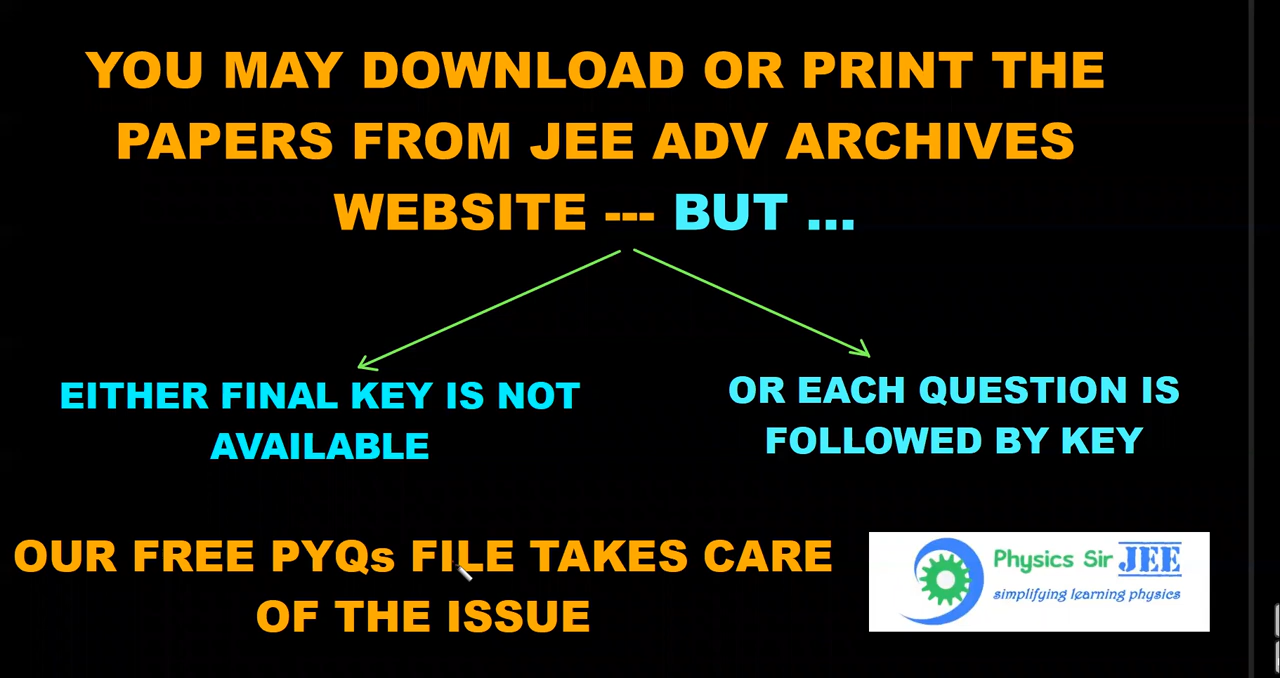 YOU MAY DOWNLOAD OR PRINT THE
PAPERS FROM JEE ADV ARCHIVES
WEBSITE --- BUT ...
EITHER FINAL KEY IS NOT
AVAILABLE
OR EACH QUESTION IS
FOLLOWED BY KEY
OUR FREE PYQs FILE TAKES CARE
OF THE ISSUE
Physics Sir JEE
simplifying learning physics